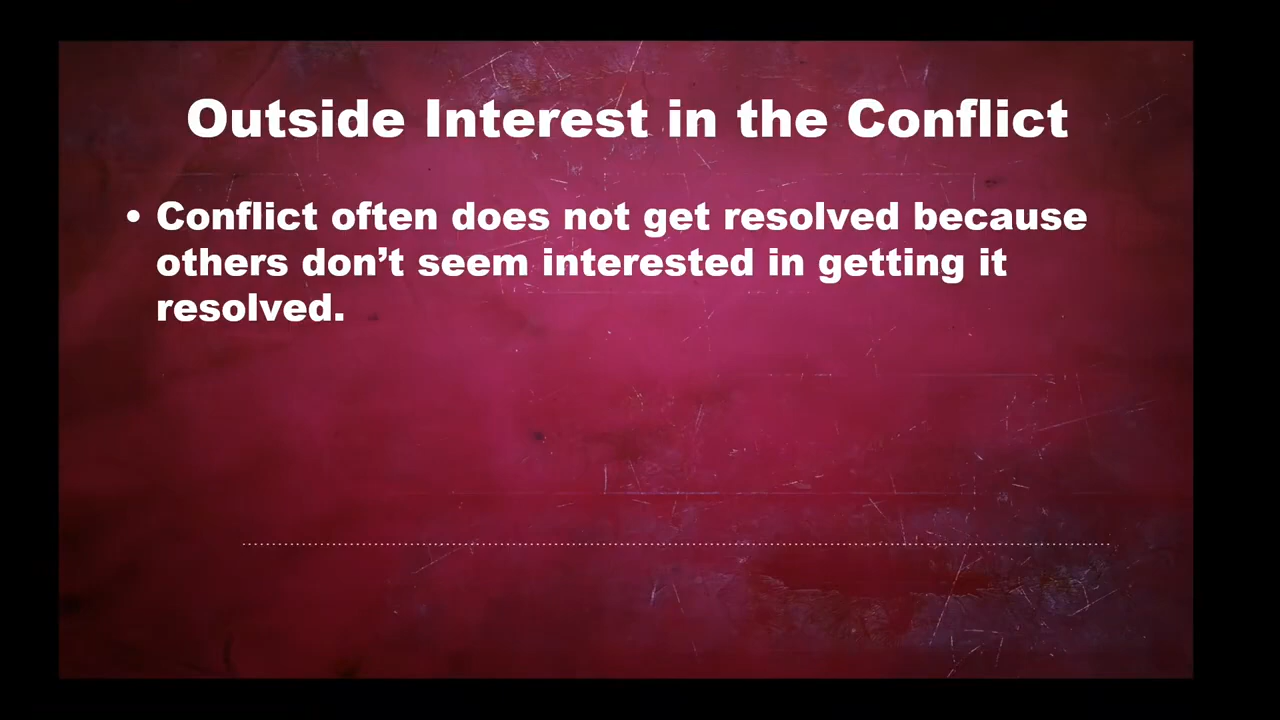 Outside Interest in the Conflict
• Conflict often does not get resolved because
others don’t seem interested in getting it
resolved.